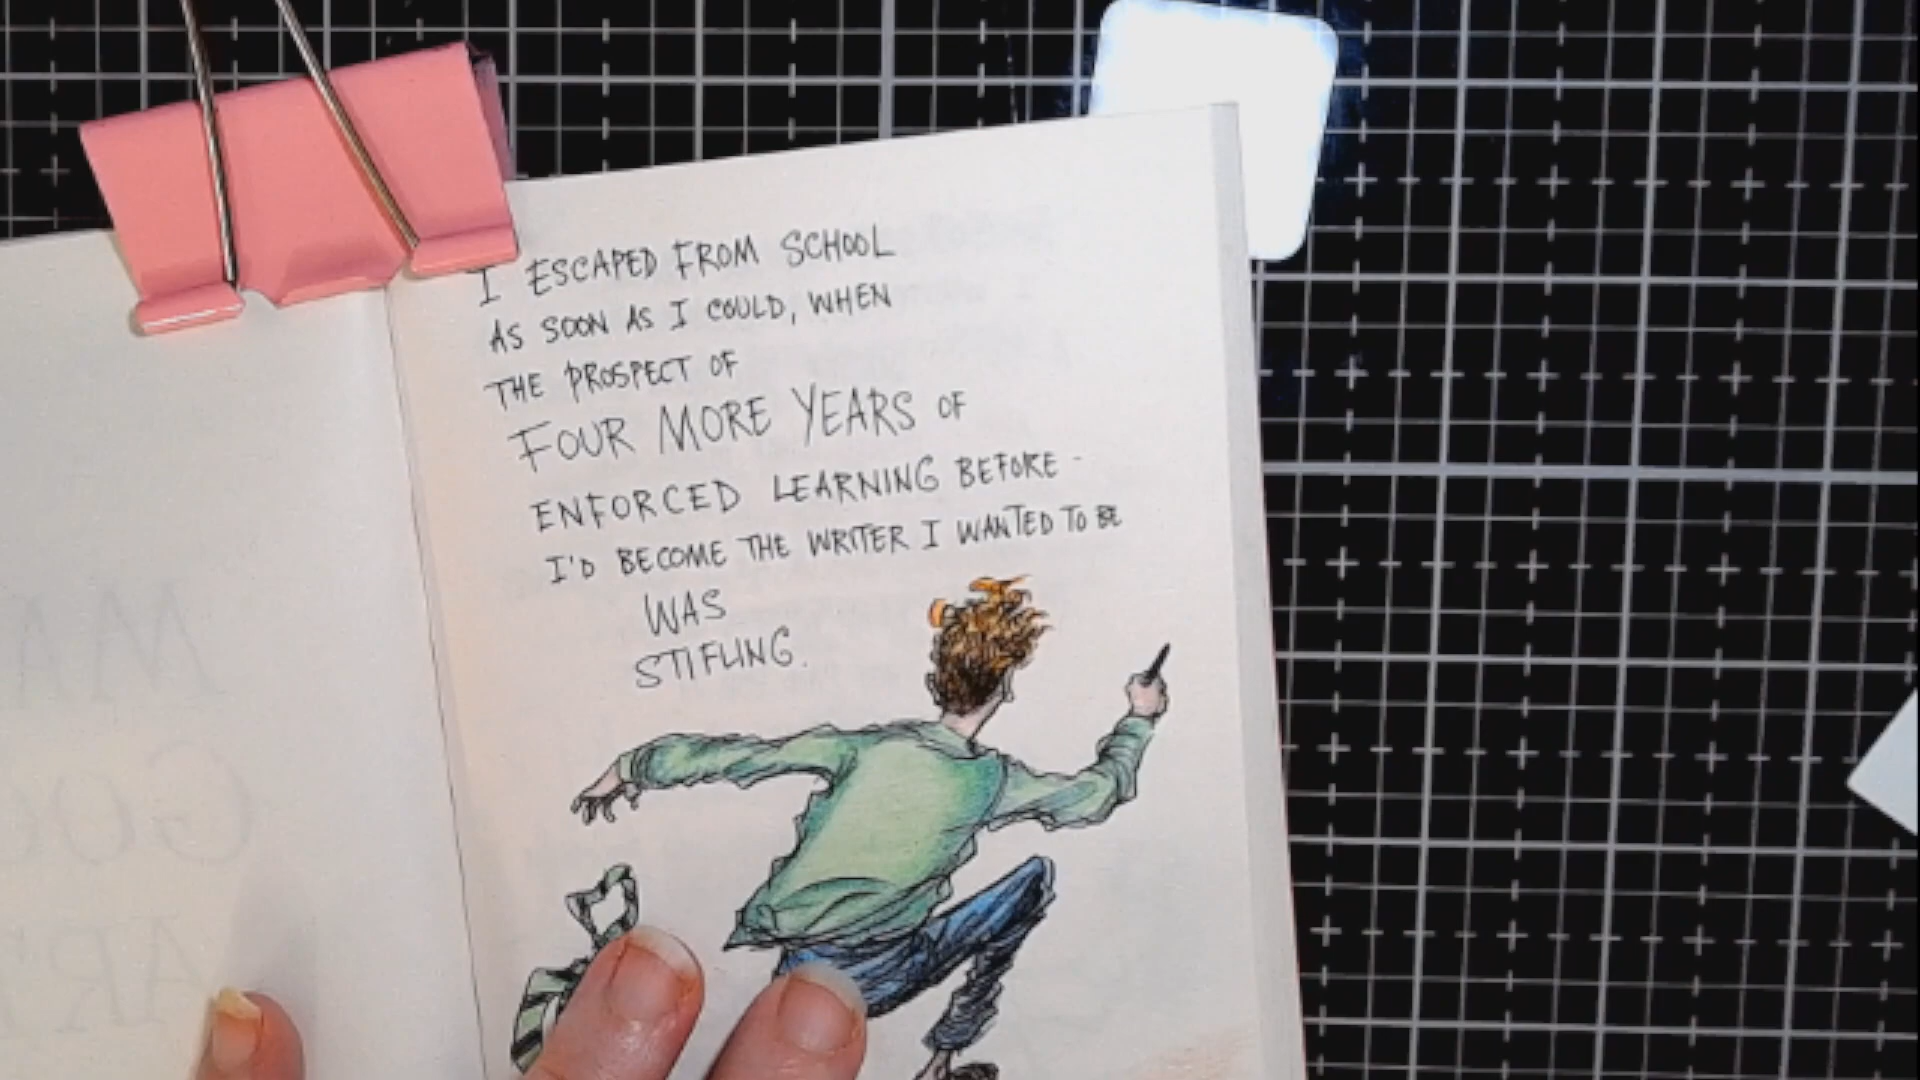 I ESCAPED FROM SCHOOL
AS SOON AS I COULD, WHEN
THE PROSPECT OF
FOUR MORE YEARS OF
ENFORCED LEARNING BEFORE -
I'D BECOME THE WRITER I WANTED TO BE
WAS
STIFLING.